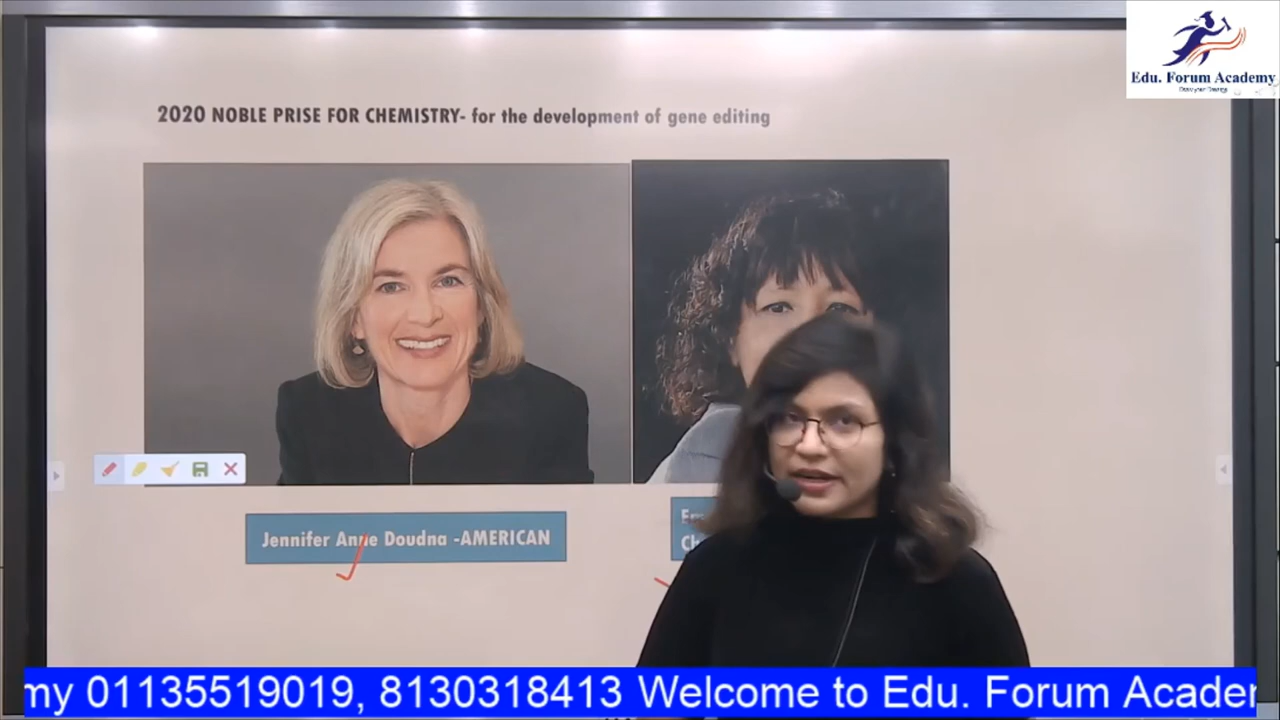 Edu. Forum Academy
2020 NOBLE PRISE FOR CHEMISTRY- for the development of gene editing
Jennifer Anne Doudna -AMERICAN
my 01135519019, 8130318413 Welcome to Edu. Forum Acader